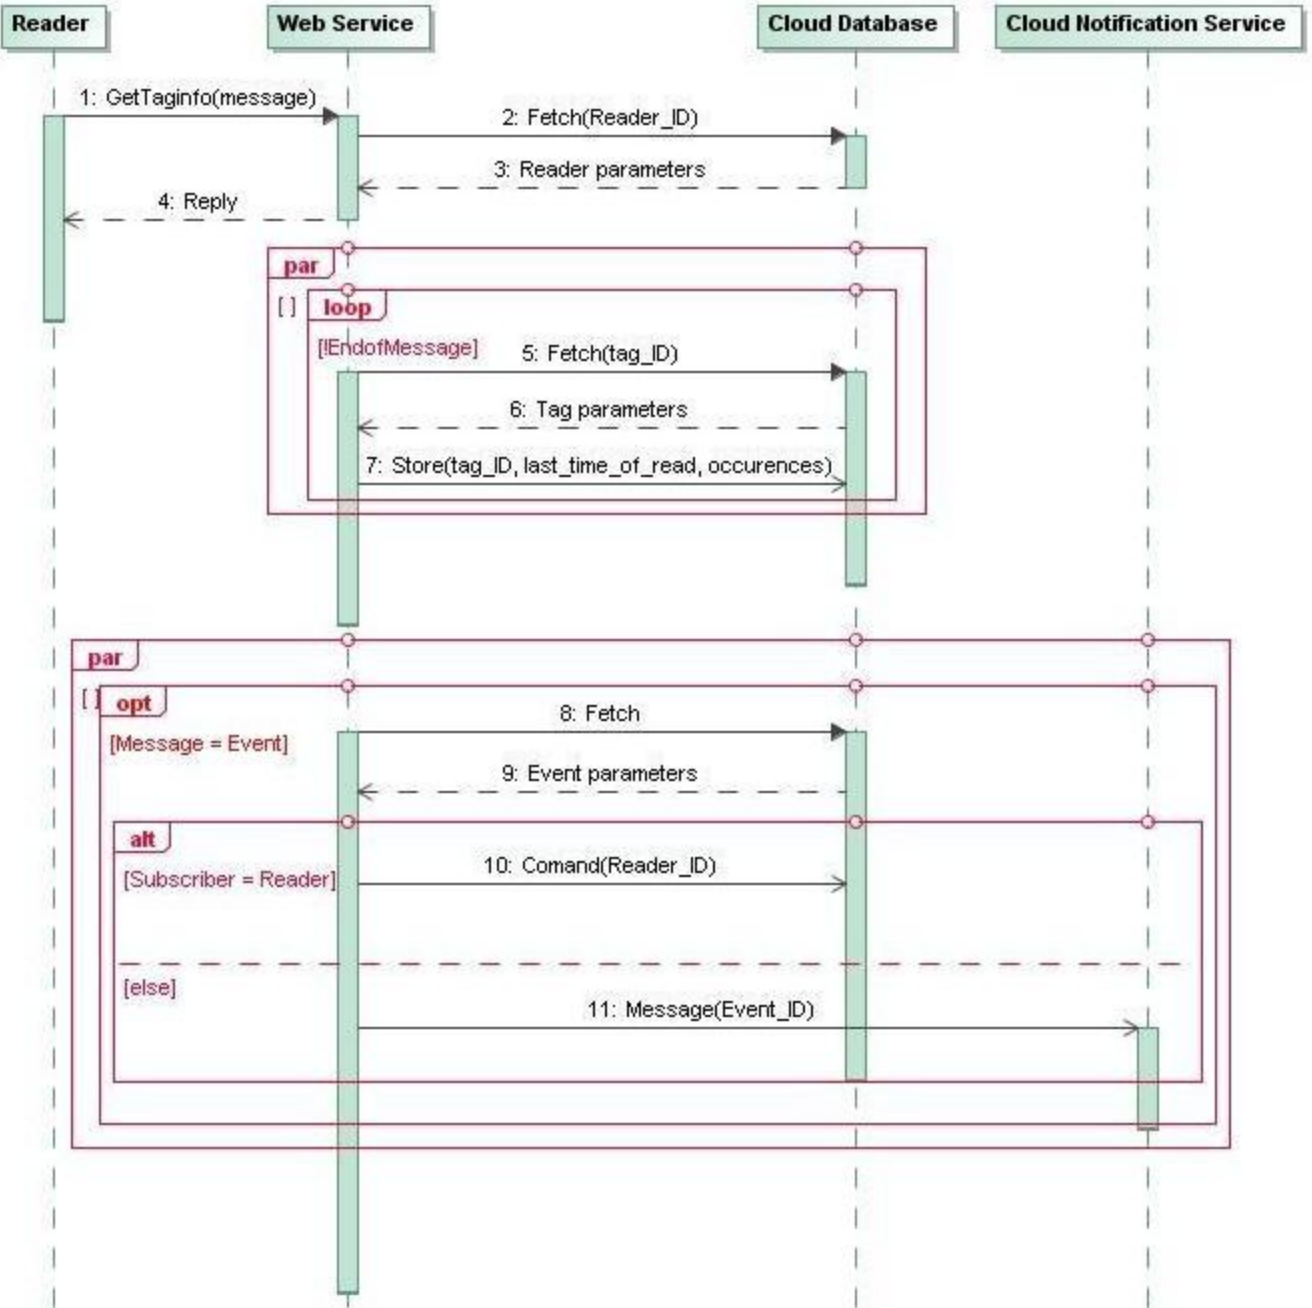 Reader
Web Service
Cloud Database
Cloud Notification Service
1: GetTaginfo(message)
2: Fetch(Reader_ID)
3: Reader parameters
4: Reply
par
[ ]
loop
[!EndofMessage]
5: Fetch(tag_ID)
6: Tag parameters
7: Store(tag_ID, last_time_of_read, occurences)
par
[ ]
opt
8: Fetch
[Message = Event]
9: Event parameters
alt
10: Comand(Reader_ID)
[Subscriber = Reader]
[else]
11: Message(Event_ID)